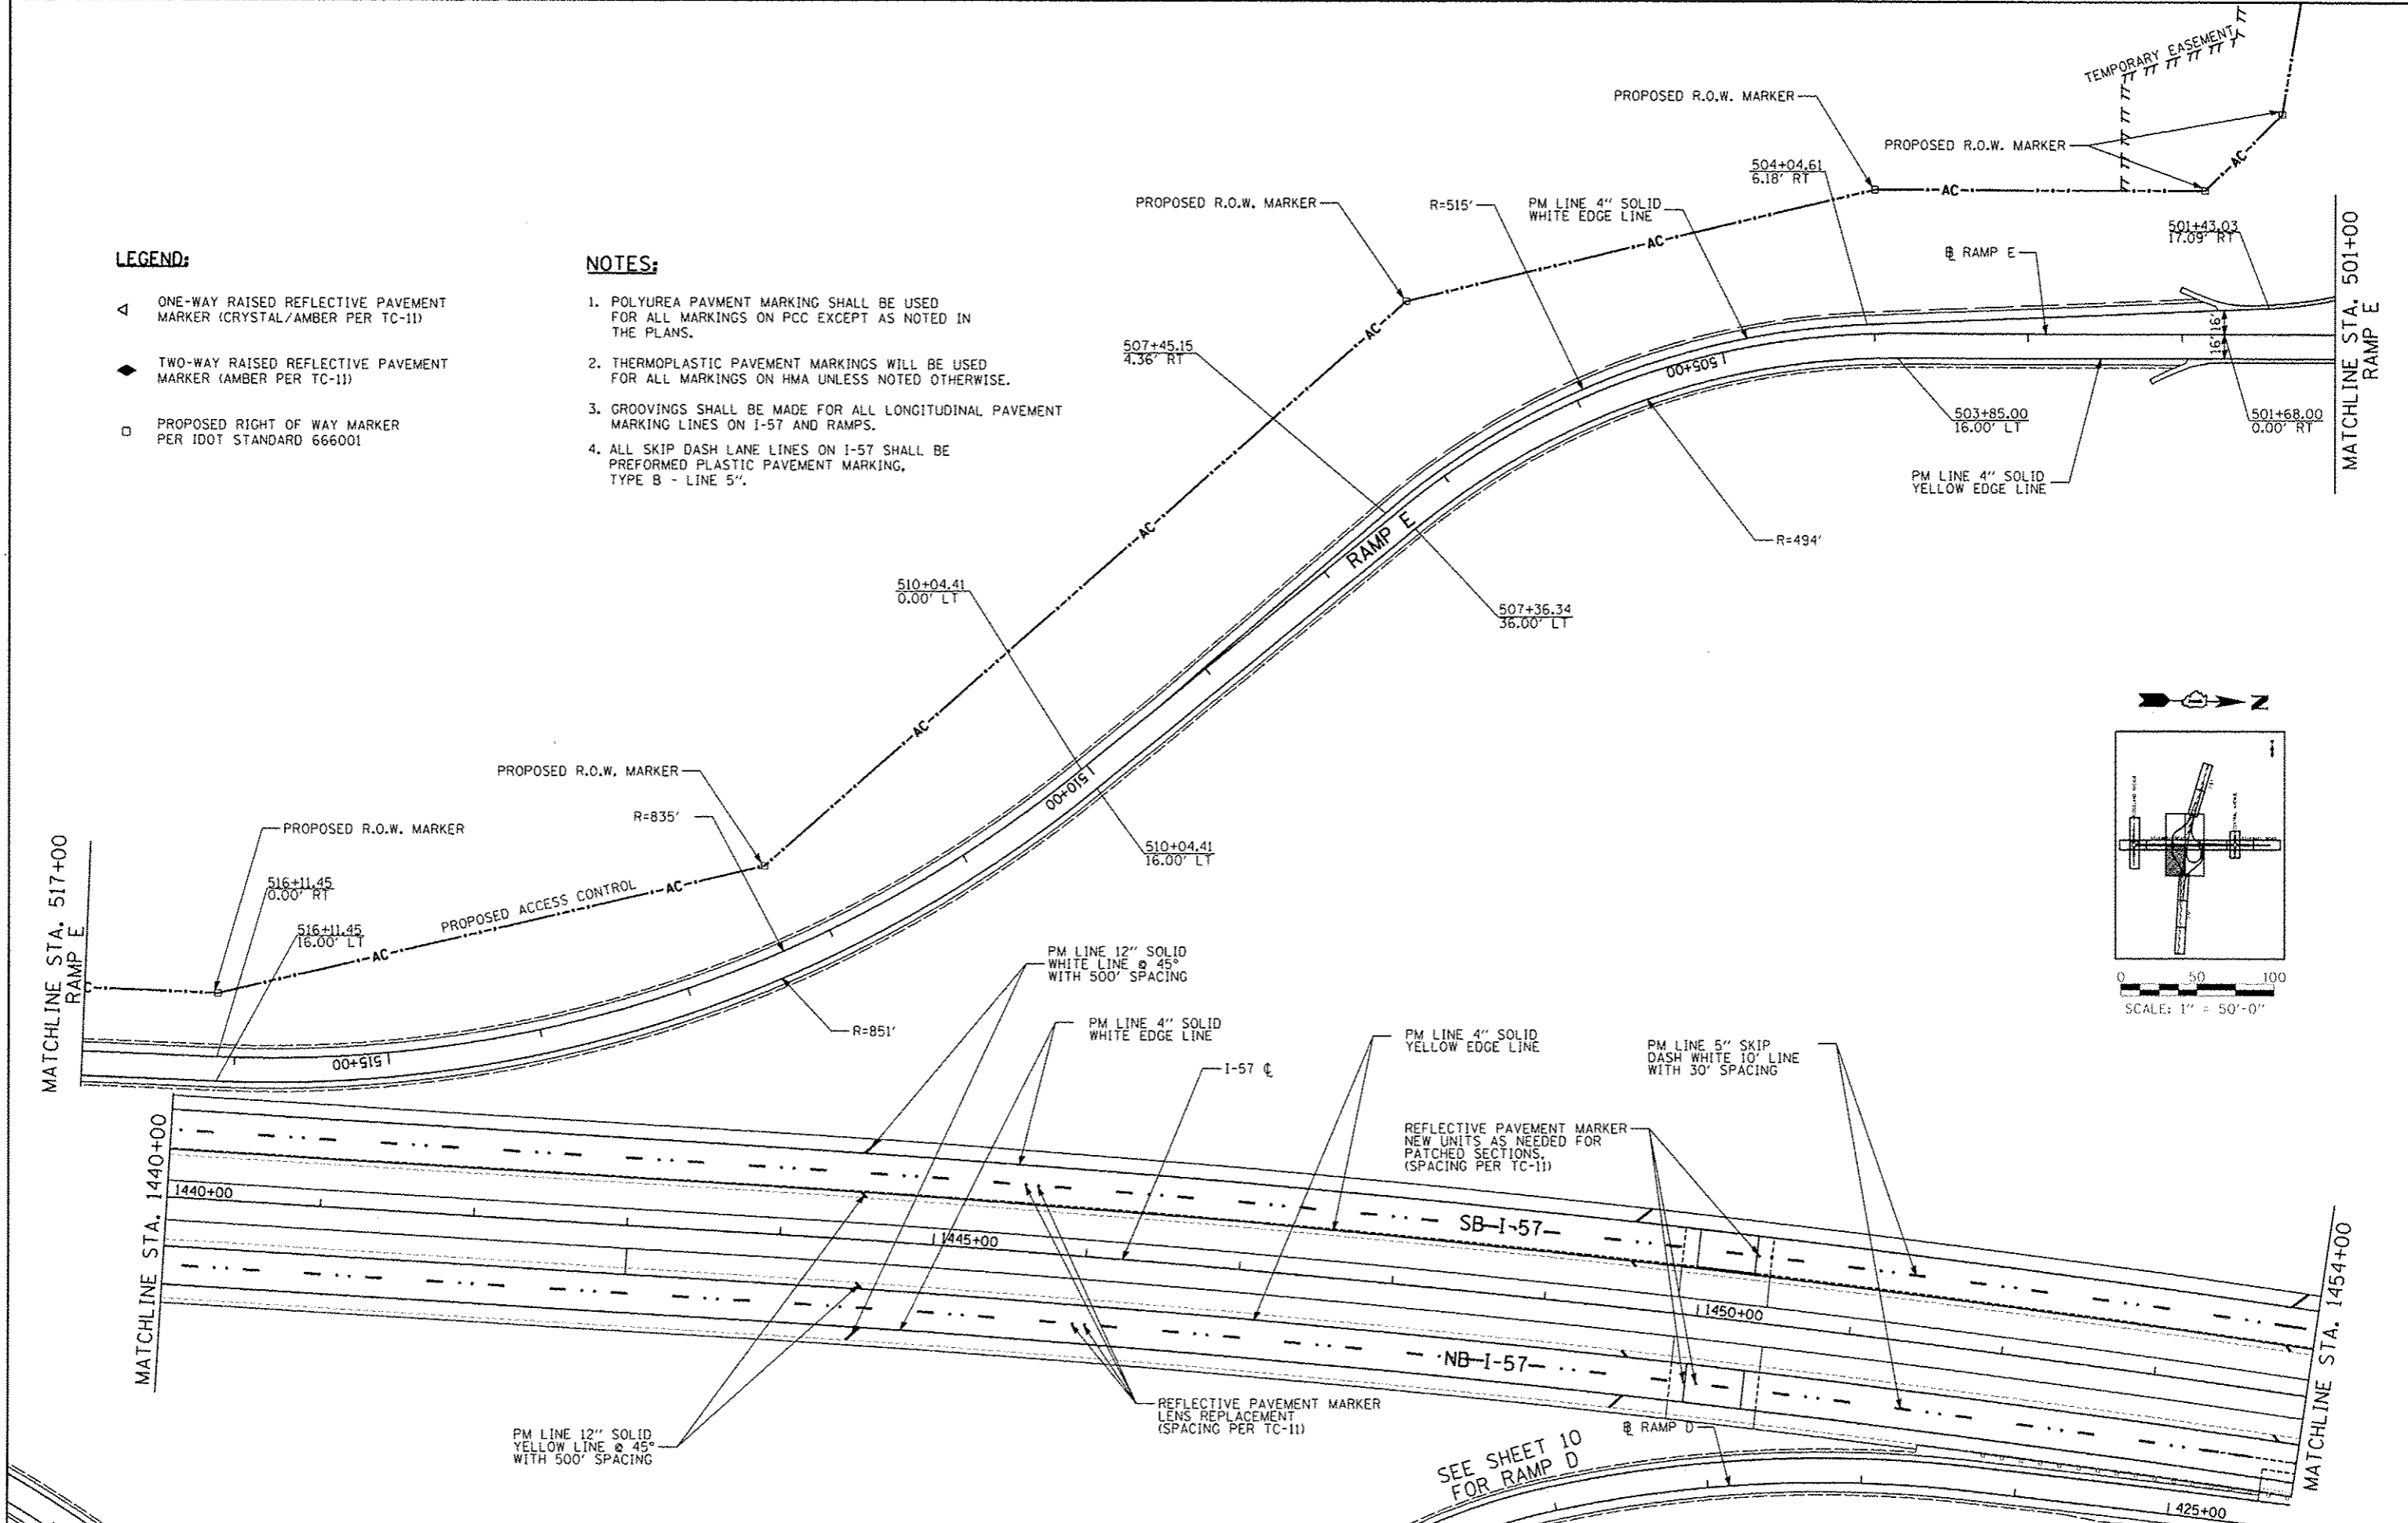 TEMPORARY EASEMENT
PROPOSED R.O.W. MARKER
PROPOSED R.O.W. MARKER
504+04.61
6.18' RT
PROPOSED R.O.W. MARKER
R=515'
PM LINE 4" SOLID
WHITE EDGE LINE
AC
AC
AC
501+43.03
17.09' RT
℄ RAMP E
16' 16'
MATCHLINE STA. 501+00
RAMP E
LEGEND:
ONE-WAY RAISED REFLECTIVE PAVEMENT
MARKER (CRYSTAL/AMBER PER TC-11)
TWO-WAY RAISED REFLECTIVE PAVEMENT
MARKER (AMBER PER TC-11)
PROPOSED RIGHT OF WAY MARKER
PER IDOT STANDARD 666001
NOTES:
1. POLYUREA PAVMENT MARKING SHALL BE USED
FOR ALL MARKINGS ON PCC EXCEPT AS NOTED IN
THE PLANS.
2. THERMOPLASTIC PAVEMENT MARKINGS WILL BE USED
FOR ALL MARKINGS ON HMA UNLESS NOTED OTHERWISE.
3. GROOVINGS SHALL BE MADE FOR ALL LONGITUDINAL PAVEMENT
MARKING LINES ON I-57 AND RAMPS.
4. ALL SKIP DASH LANE LINES ON I-57 SHALL BE
PREFORMED PLASTIC PAVEMENT MARKING,
TYPE B - LINE 5".
AC
507+45.15
4.36' RT
505+00
503+85.00
16.00' LT
501+68.00
0.00' RT
PM LINE 4" SOLID
YELLOW EDGE LINE
AC
RAMP E
R=494'
510+04.41
0.00' LT
507+36.34
36.00' LT
AC
N
0 50 100
SCALE: 1" = 50'-0"
PROPOSED R.O.W. MARKER
510+00
R=835'
PROPOSED R.O.W. MARKER
510+04.41
16.00' LT
MATCHLINE STA. 517+00
RAMP E
516+11.45
0.00' RT
516+11.45
16.00' LT
PROPOSED ACCESS CONTROL
AC
AC
C
R=851'
515+00
PM LINE 12" SOLID
WHITE LINE @ 45°
WITH 500' SPACING
PM LINE 4" SOLID
WHITE EDGE LINE
I-57 ℄
PM LINE 4" SOLID
YELLOW EDGE LINE
PM LINE 5" SKIP
DASH WHITE 10' LINE
WITH 30' SPACING
REFLECTIVE PAVEMENT MARKER
NEW UNITS AS NEEDED FOR
PATCHED SECTIONS.
(SPACING PER TC-11)
MATCHLINE STA. 1440+00
1440+00
1445+00
SB I-57
1450+00
NB I-57
MATCHLINE STA. 1454+00
REFLECTIVE PAVEMENT MARKER
LENS REPLACEMENT
(SPACING PER TC-11)
PM LINE 12" SOLID
YELLOW LINE @ 45°
WITH 500' SPACING
℄ RAMP D
SEE SHEET 10
FOR RAMP D
425+00